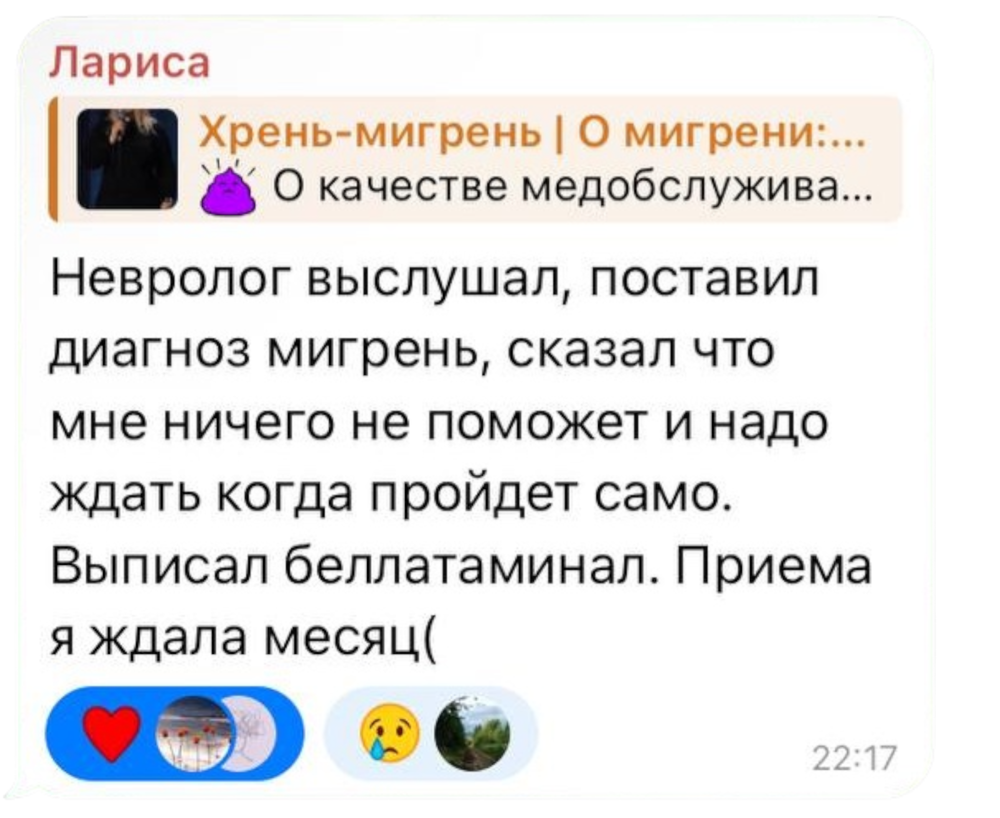 Лариса
Хрень-мигрень | О мигрени:...
О качестве медобслужива...
Невролог выслушал, поставил
диагноз мигрень, сказал что
мне ничего не поможет и надо
ждать когда пройдет само.
Выписал беллатаминал. Приема
я ждала месяц(
22:17